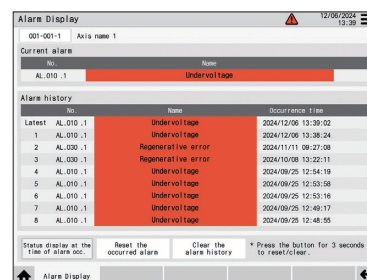 Alarm Display
12/06/2024
13:39
001-001-1 Axis name 1
Current alarm
No. Name
AL.010 .1 Undervoltage
Alarm history
No. Name Occurrence time
Latest AL.010 .1 Undervoltage 2024/12/06 13:39:02
1 AL.010 .1 Undervoltage 2024/12/06 13:38:24
2 AL.030 .1 Regenerative error 2024/11/11 09:27:08
3 AL.030 .1 Regenerative error 2024/10/08 13:22:11
4 AL.010 .1 Undervoltage 2024/09/25 12:54:19
5 AL.010 .1 Undervoltage 2024/09/25 12:53:58
6 AL.010 .1 Undervoltage 2024/09/25 12:53:16
7 AL.010 .1 Undervoltage 2024/09/25 12:49:17
8 AL.010 .1 Undervoltage 2024/09/25 12:48:55
Status display at the
time of alarm occ.
Reset the
occurred alarm
Clear the
alarm history
* Press the button for 3 seconds
to reset/clear.
Alarm Display